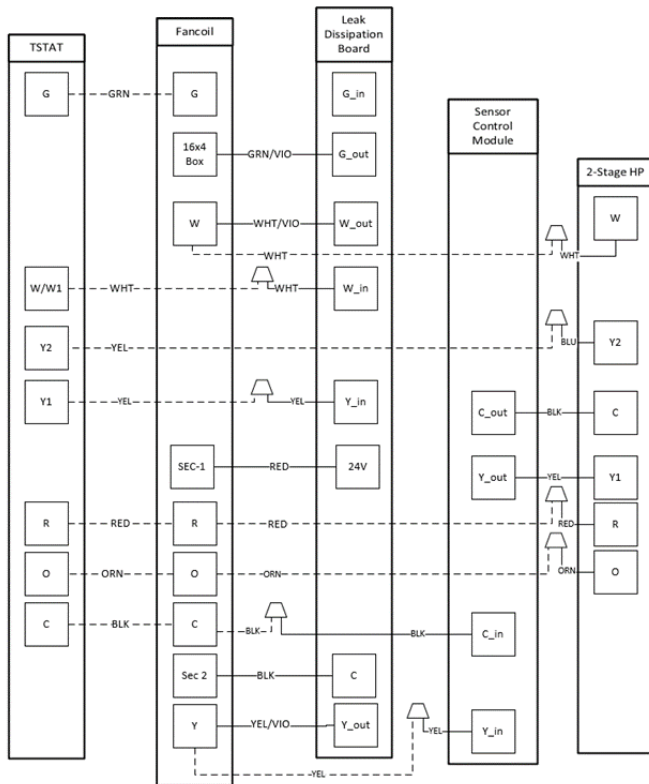 Leak
Dissipation
Board
Fancoil
TSTAT
G
GRN
G
G_in
Sensor
Control
Module
16x4
Box
GRN/VIO
G_out
2-Stage HP
W
WHT/VIO
W_out
W
WHT
WHT
W/W1
WHT
WHT
W_in
Y2
YEL
BLU
Y2
Y1
YEL
YEL
Y_in
C_out
BLK
C
SEC-1
RED
24V
Y_out
YEL
Y1
R
RED
R
RED
RED
R
O
ORN
O
ORN
ORN
O
C
BLK
C
BLK
BLK
C_in
Sec 2
BLK
C
Y
YEL/VIO
Y_out
YEL
Y_in
YEL